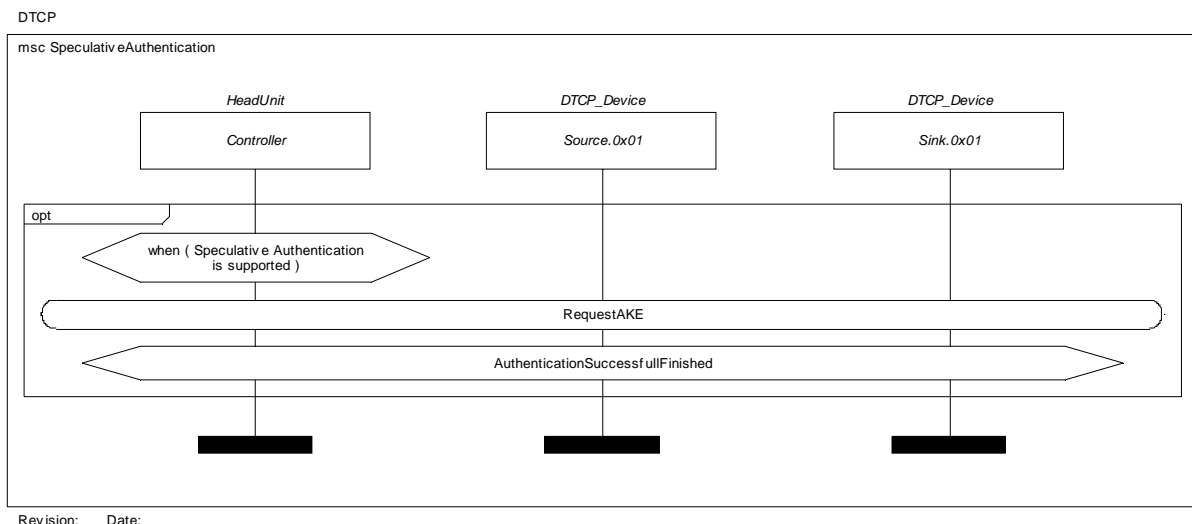 DTCP
msc SpeculativeAuthentication
HeadUnit
DTCP_Device
DTCP_Device
Controller
Source.0x01
Sink.0x01
opt
when ( Speculative Authentication
is supported )
RequestAKE
AuthenticationSuccessfullFinished
Revision: Date: